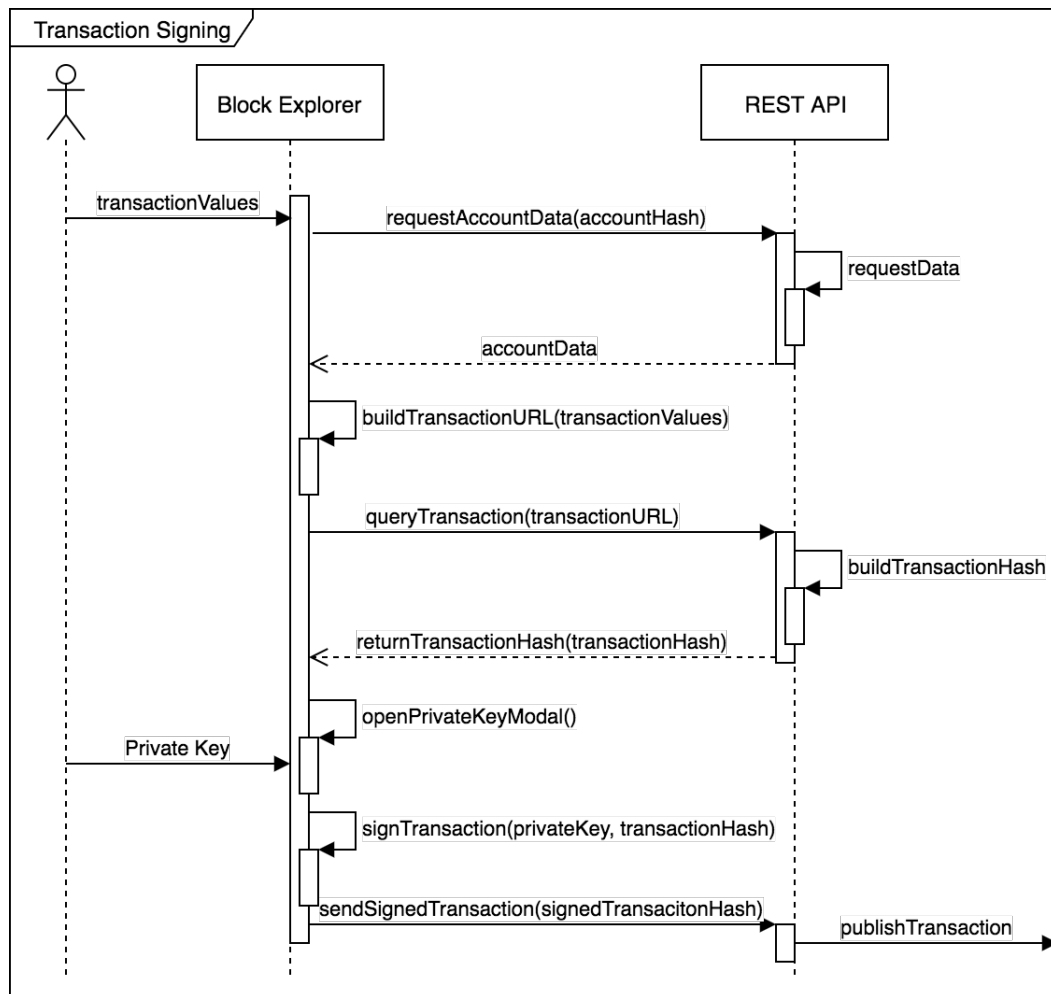 Transaction Signing
Block Explorer
REST API
transactionValues
requestAccountData(accountHash)
requestData
accountData
buildTransactionURL(transactionValues)
queryTransaction(transactionURL)
buildTransactionHash
returnTransactionHash(transactionHash)
openPrivateKeyModal()
Private Key
signTransaction(privateKey, transactionHash)
sendSignedTransaction(signedTransacitonHash)
publishTransaction